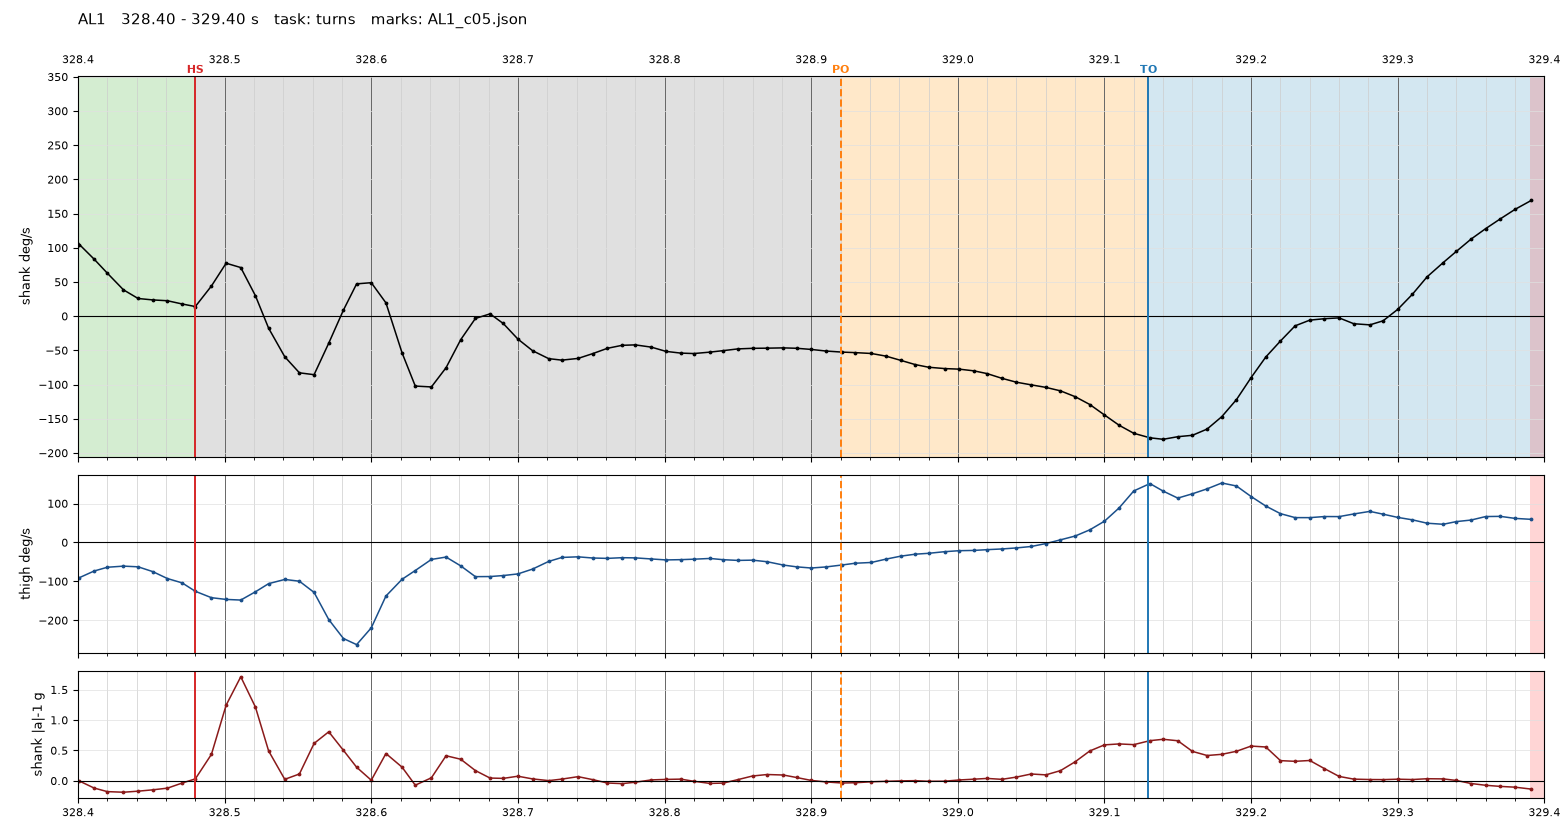 AL1   328.40 - 329.40 s   task: turns   marks: AL1_c05.json
328.4 328.5 328.6 328.7 328.8 328.9 329.0 329.1 329.2 329.3 329.4
HS PO TO
350
300
250
200
150
100
50
0
−50
−100
−150
−200
shank deg/s
100
0
−100
−200
thigh deg/s
1.5
1.0
0.5
0.0
shank |a|-1 g
328.4 328.5 328.6 328.7 328.8 328.9 329.0 329.1 329.2 329.3 329.4